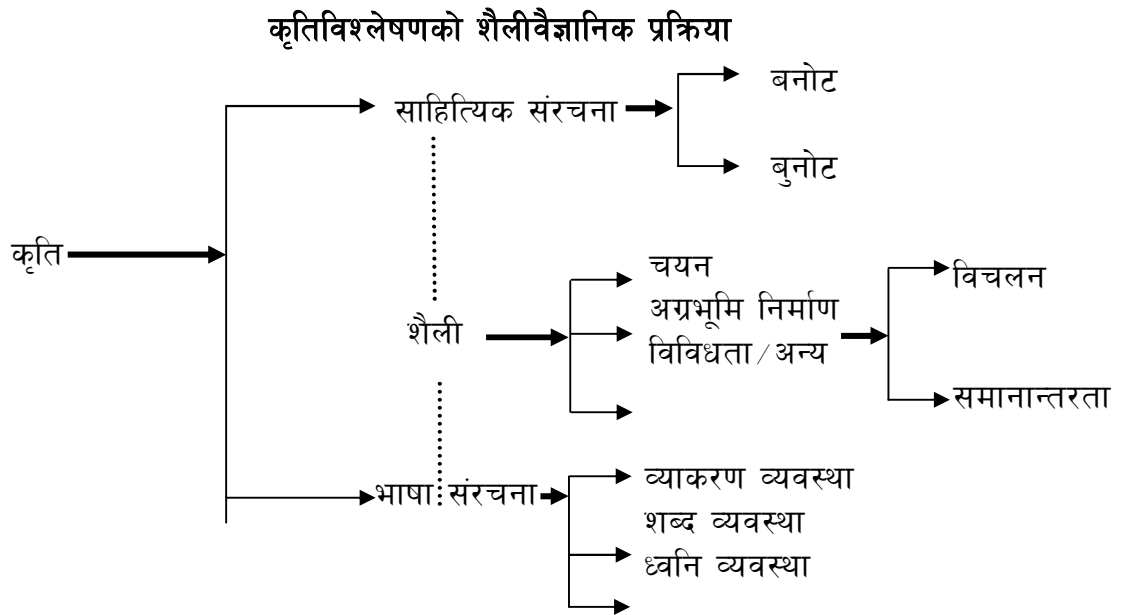 कृतिविश्लेषणको शैलीवैज्ञानिक प्रक्रिया
साहित्यिक संरचना
बनोट
बुनोट
कृति
शैली
चयन
अग्रभूमि निर्माण
विविधता/अन्य
विचलन
समानान्तरता
भाषा संरचना
व्याकरण व्यवस्था
शब्द व्यवस्था
ध्वनि व्यवस्था